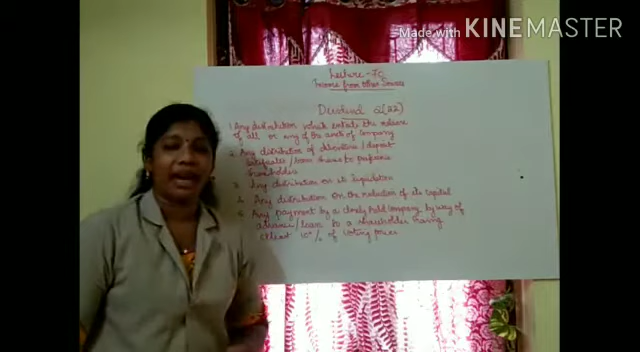 Made with KINEMASTER
Lecture - 70
Income from Other Sources
Dividend 2(22)
1. Any distribution which entails the release
of all or any of the assets of Company
2. Any distribution of debenture / deposit
certificates / bonus shares to preference
shareholders
3. Any distribution on its liquidation
4. Any distribution on the reduction of its capital
5. Any payment by a closely held company by way of
advance/loan to a shareholder having
atleast 10% of voting power